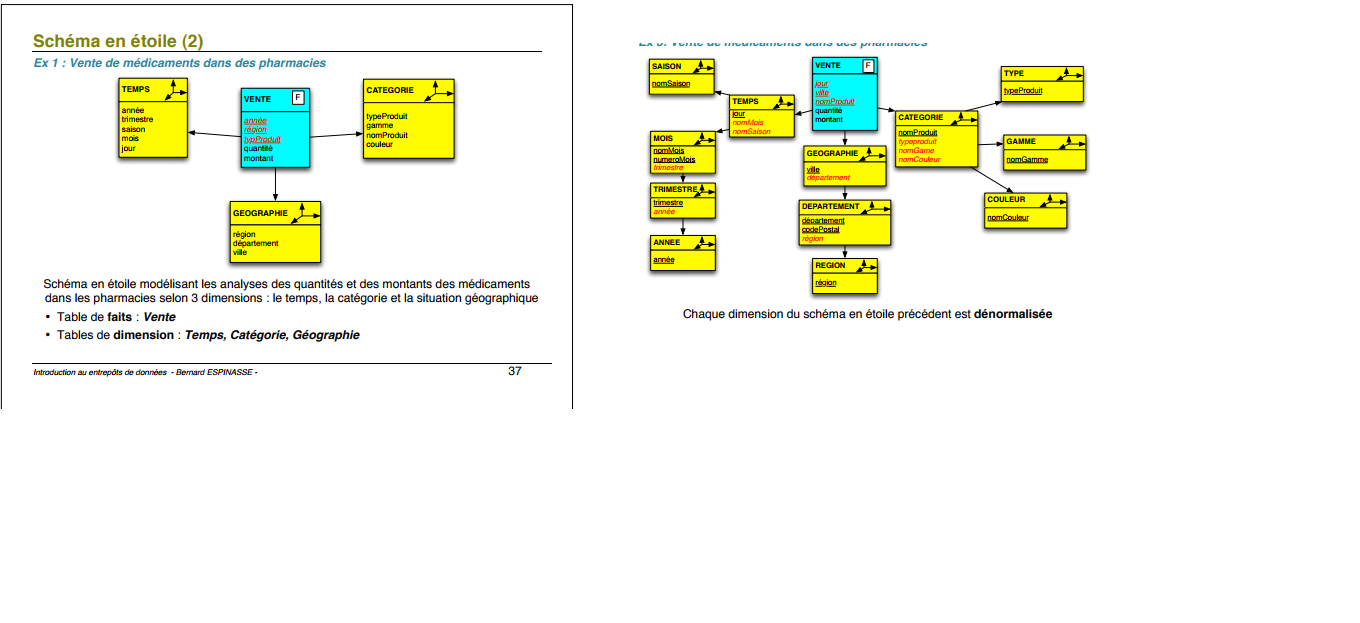 Schéma en étoile (2)
Ex 1 : Vente de médicaments dans des pharmacies
TEMPS
année
trimestre
saison
mois
jour
VENTE
F
année
région
typProduit
quantité
montant
CATEGORIE
typeProduit
gamme
nomProduit
couleur
GEOGRAPHIE
région
département
ville
Schéma en étoile modélisant les analyses des quantités et des montants des médicaments
dans les pharmacies selon 3 dimensions : le temps, la catégorie et la situation géographique
• Table de faits : Vente
• Tables de dimension : Temps, Catégorie, Géographie
Introduction au entrepôts de données - Bernard ESPINASSE -
37
Vente de médicaments dans des pharmacies
SAISON
nomSaison
VENTE
F
jour
ville
nomProduit
quantité
montant
TYPE
typeProduit
TEMPS
jour
nomMois
nomSaison
CATEGORIE
nomProduit
typeproduit
nomGame
nomCouleur
MOIS
nomMois
numeroMois
trimestre
GEOGRAPHIE
ville
département
GAMME
nomGamme
TRIMESTRE
trimestre
année
DEPARTEMENT
département
codePostal
région
COULEUR
nomCouleur
ANNEE
année
REGION
région
Chaque dimension du schéma en étoile précédent est dénormalisée